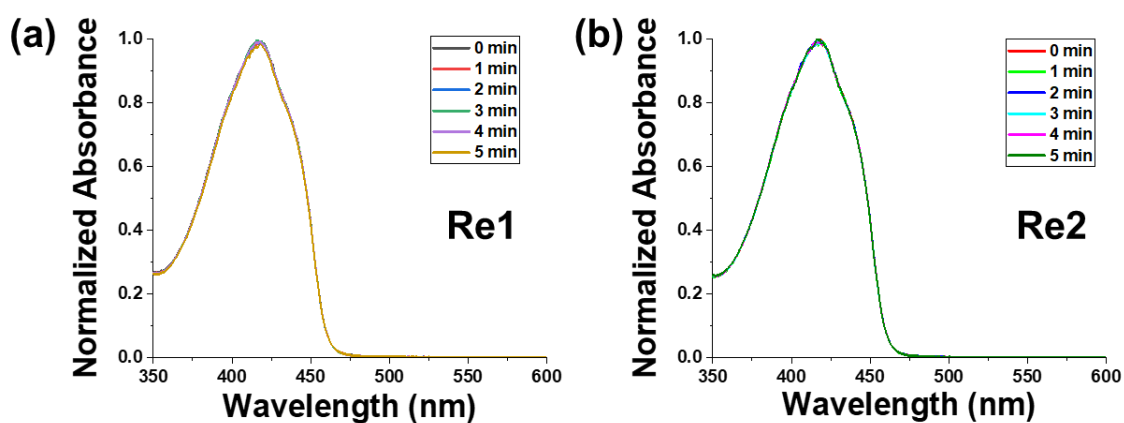 (a)
Normalized Absorbance
1.0
0.8
0.6
0.4
0.2
0.0
350
400
450
500
550
600
Wavelength (nm)
0 min
1 min
2 min
3 min
4 min
5 min
Re1
(b)
Normalized Absorbance
1.0
0.8
0.6
0.4
0.2
0.0
350
400
450
500
550
600
Wavelength (nm)
0 min
1 min
2 min
3 min
4 min
5 min
Re2